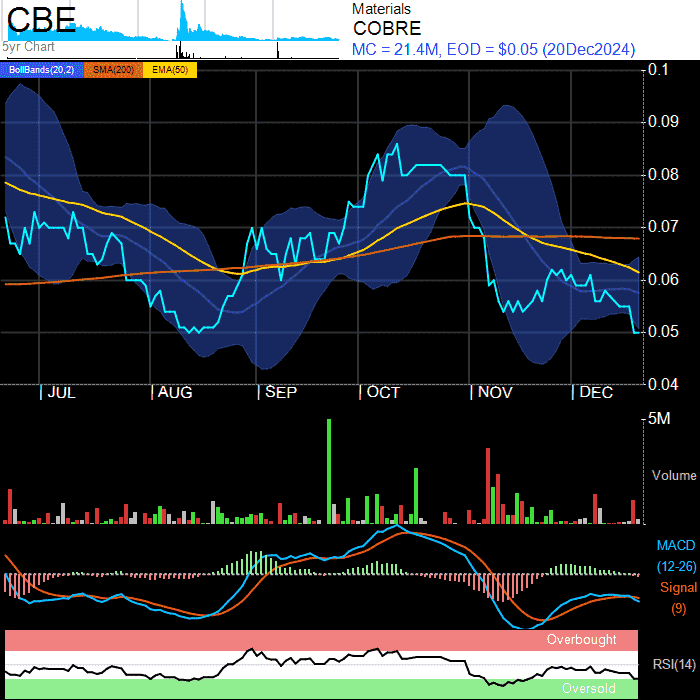 CBE
5yr Chart
Materials
COBRE
MC = 21.4M, EOD = $0.05 (20Dec2024)
BollBands(20,2) SMA(200) EMA(50)
0.1
0.09
0.08
0.07
0.06
0.05
0.04
JUL AUG SEP OCT NOV DEC
5M
Volume
MACD
(12-26)
Signal
(9)
Overbought
RSI(14)
Oversold